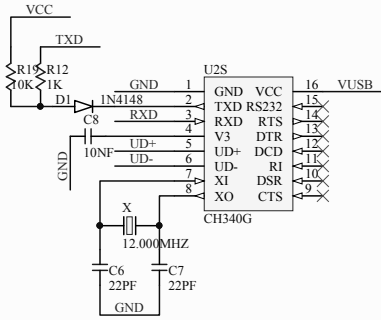 VCC
R19
10K
TXD
R12
1K
D1
1N4148
C8
10NF
GND
GND
RXD
UD+
UD-
U2S
1 GND VCC 16 VUSB
2 TXD RS232 15
3 RXD RTS 14
4 V3 DTR 13
5 UD+ DCD 12
6 UD- RI 11
7 XI DSR 10
8 XO CTS 9
CH340G
X
12.000MHZ
C6
22PF
C7
22PF
GND